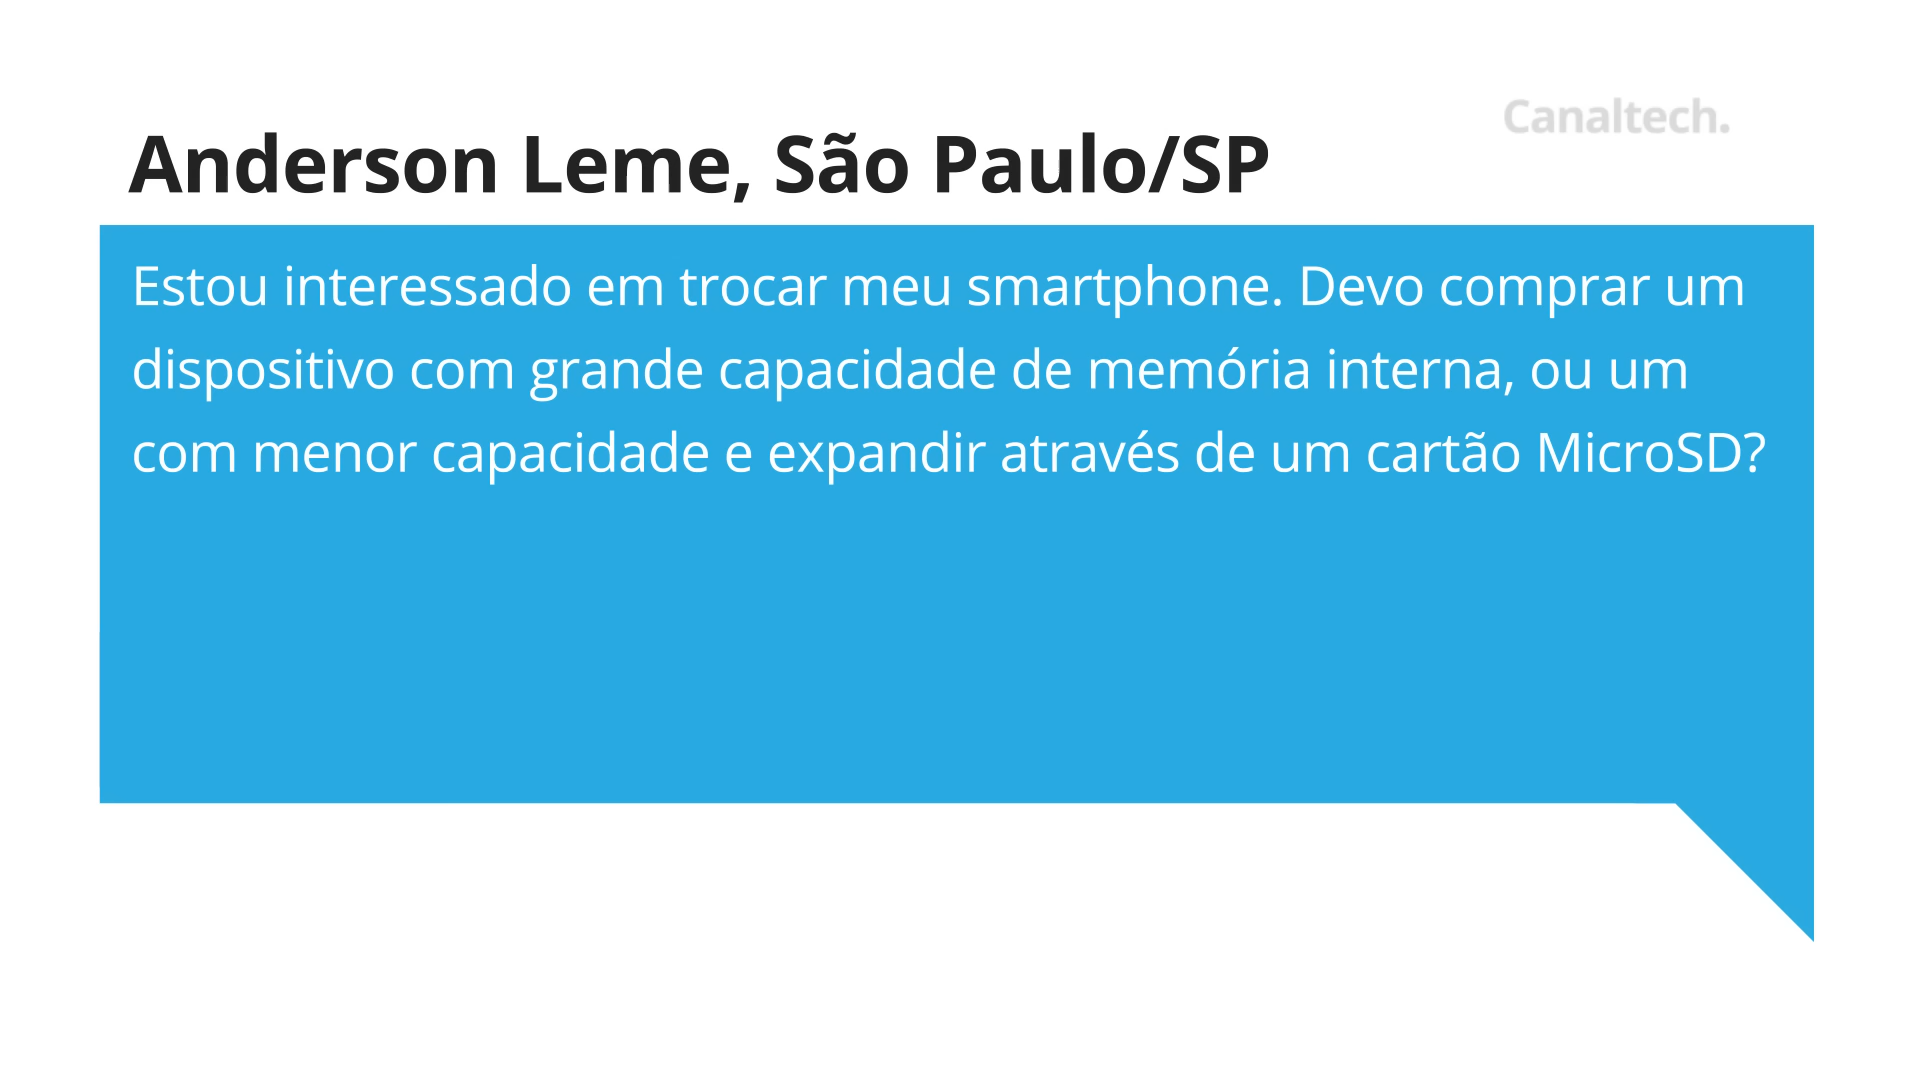 Canaltech.
Anderson Leme, São Paulo/SP
Estou interessado em trocar meu smartphone. Devo comprar um
dispositivo com grande capacidade de memória interna, ou um
com menor capacidade e expandir através de um cartão MicroSD?